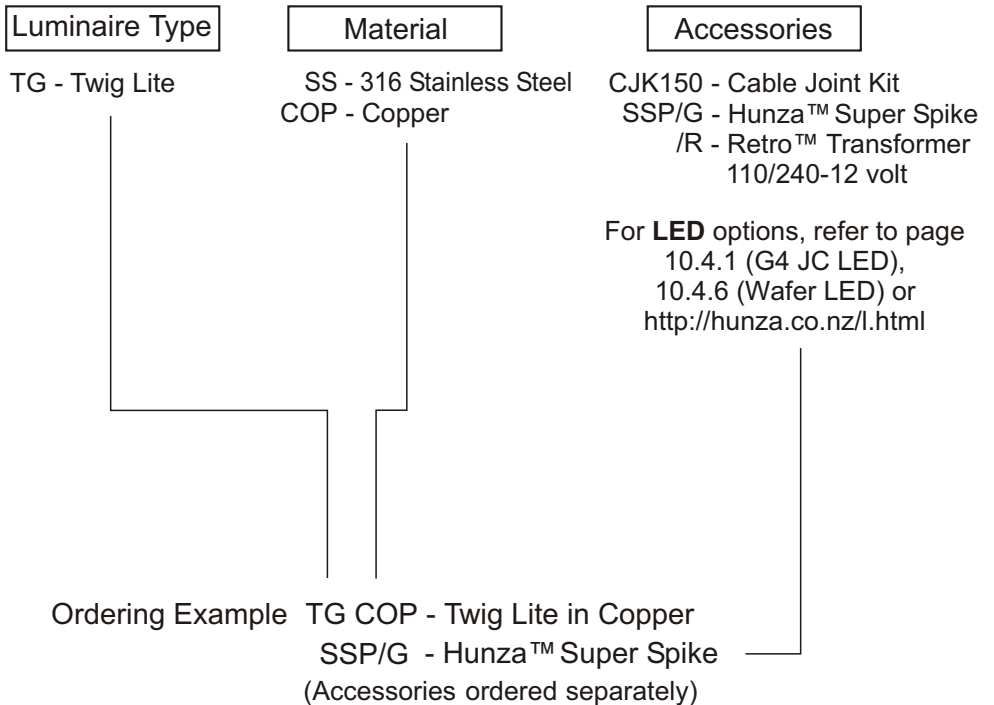 Luminaire Type
TG - Twig Lite
Material
SS - 316 Stainless Steel
COP - Copper
Accessories
CJK150 - Cable Joint Kit
SSP/G - Hunza™ Super Spike
/R - Retro™ Transformer
110/240-12 volt
For LED options, refer to page
10.4.1 (G4 JC LED),
10.4.6 (Wafer LED) or
http://hunza.co.nz/l.html
Ordering Example TG COP - Twig Lite in Copper
SSP/G - Hunza™ Super Spike
(Accessories ordered separately)